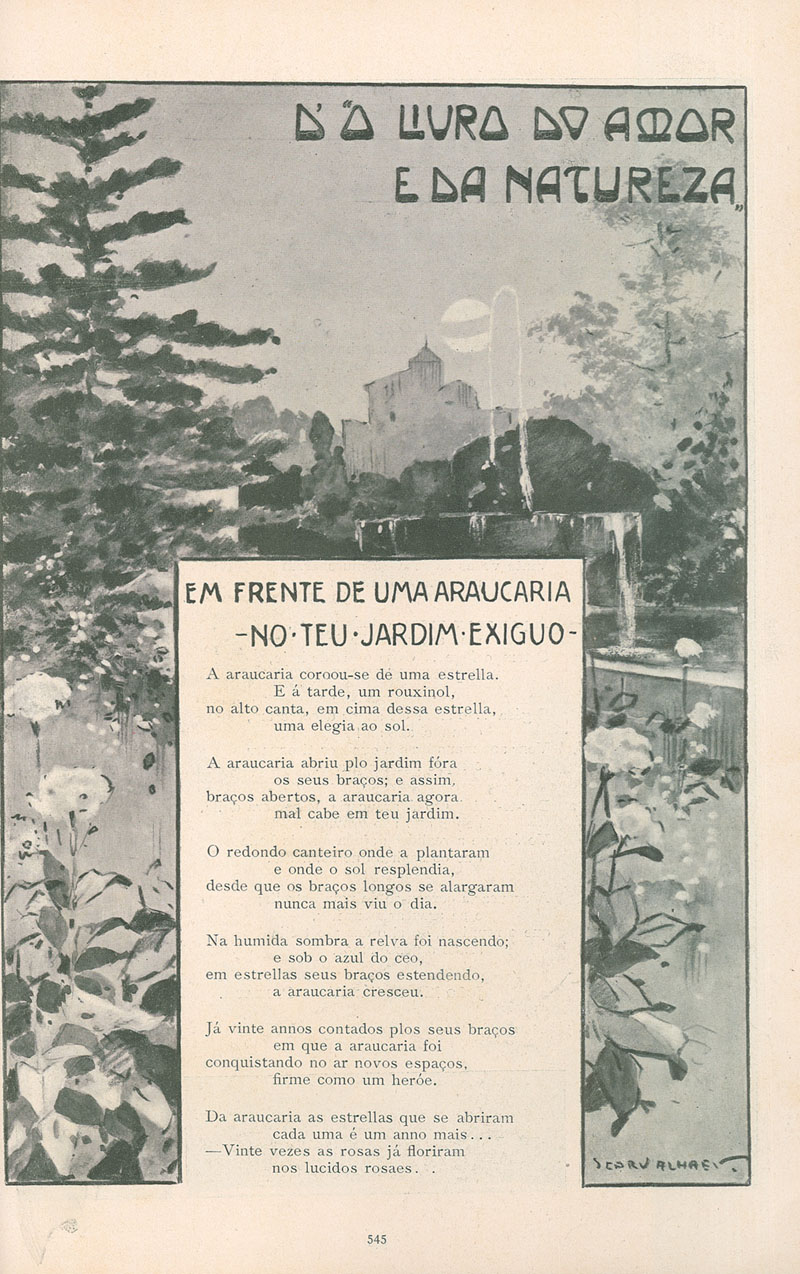 D' "O LIVRO DO AMOR
E DA NATUREZA„
EM FRENTE DE UMA ARAUCARIA
-NO·TEU·JARDIM·EXIGUO-
A araucaria coroou-se de uma estrella.
E á tarde, um rouxinol,
no alto canta, em cima dessa estrella,
uma elegia ao sol.
A araucaria abriu plo jardim fóra
os seus braços; e assim,
braços abertos, a araucaria agora
mal cabe em teu jardim.
O redondo canteiro onde a plantaram
e onde o sol resplendia,
desde que os braços longos se alargaram
nunca mais viu o dia.
Na humida sombra a relva foi nascendo;
e sob o azul do ceo,
em estrellas seus braços estendendo,
a araucaria cresceu.
Já vinte annos contados plos seus braços
em que a araucaria foi
conquistando no ar novos espaços,
firme como um heróe.
Da araucaria as estrellas que se abriram
cada uma é um anno mais...
—Vinte vezes as rosas já floriram
nos lucidos rosaes. .
545